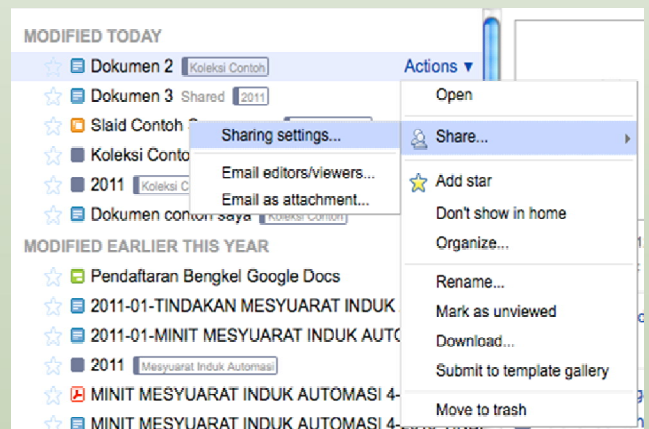 MODIFIED TODAY
Dokumen 2 Koleksi Contoh Actions ▼
Dokumen 3 Shared 2011
Slaid Contoh
Koleksi Conto
2011 Koleksi C
Dokumen contoh saya Koleksi Contoh
MODIFIED EARLIER THIS YEAR
Pendaftaran Bengkel Google Docs
2011-01-TINDAKAN MESYUARAT INDUK
2011-01-MINIT MESYUARAT INDUK AUTO
2011 Mesyuarat Induk Automasi
MINIT MESYUARAT INDUK AUTOMASI 4-
MINIT MESYUARAT INDUK AUTOMASI 4-
Sharing settings...
Email editors/viewers...
Email as attachment...
Open
Share...
Add star
Don't show in home
Organize...
Rename...
Mark as unviewed
Download...
Submit to template gallery
Move to trash